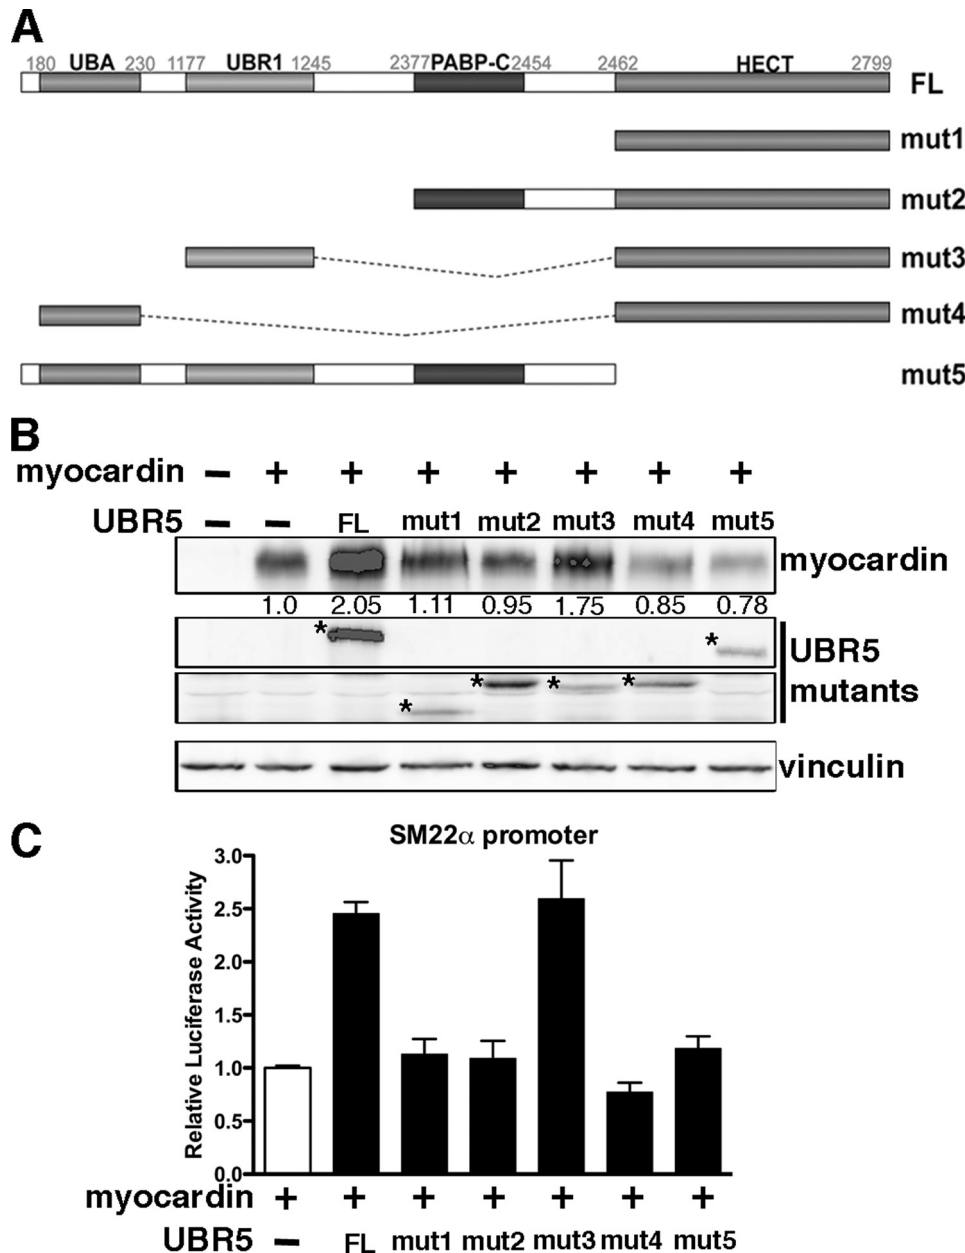 A
180 UBA 230 1177 UBR1 1245 2377 PABP-C 2454 2462 HECT 2799
FL
mut1
mut2
mut3
mut4
mut5
B
myocardin − + + + + + + +
UBR5 − − FL mut1 mut2 mut3 mut4 mut5
myocardin
1.0 2.05 1.11 0.95 1.75 0.85 0.78
* * UBR5
* * * * mutants
vinculin
C
SM22α promoter
Relative Luciferase Activity
3.0
2.5
2.0
1.5
1.0
0.5
0.0
myocardin + + + + + + +
UBR5 − FL mut1 mut2 mut3 mut4 mut5